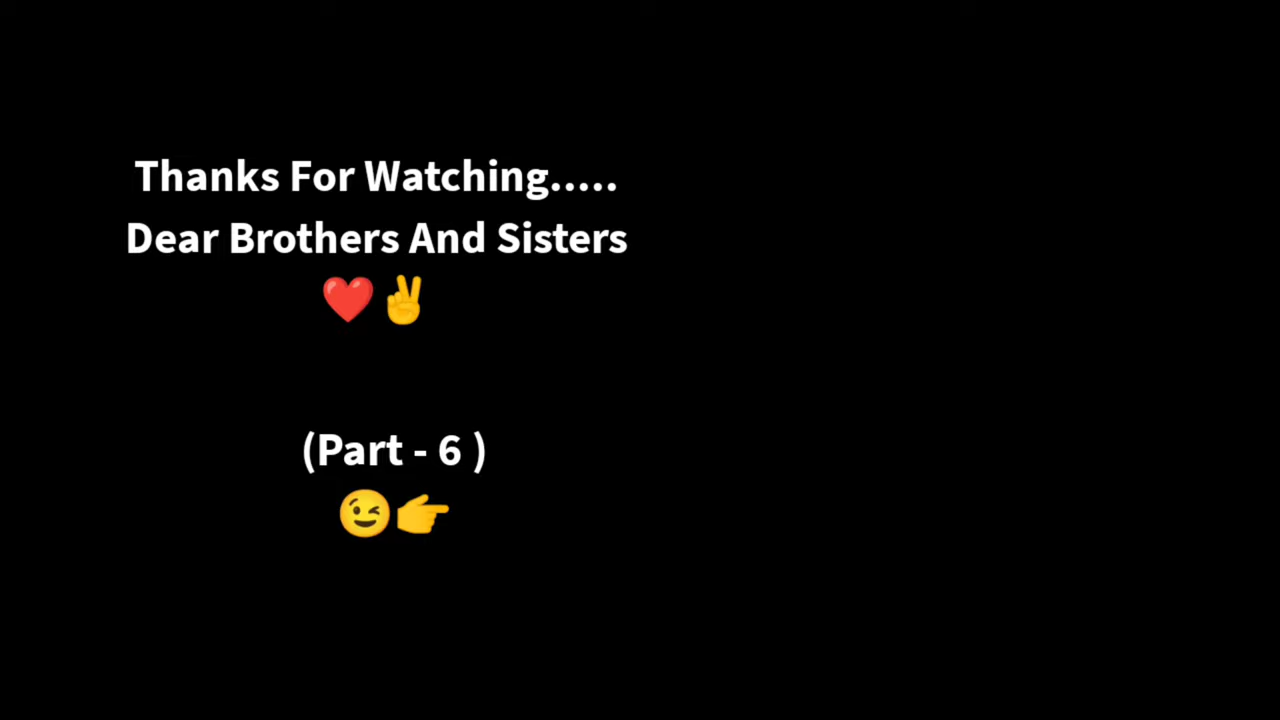 Thanks For Watching.....
Dear Brothers And Sisters
❤️✌️
(Part - 6 )
😉👉